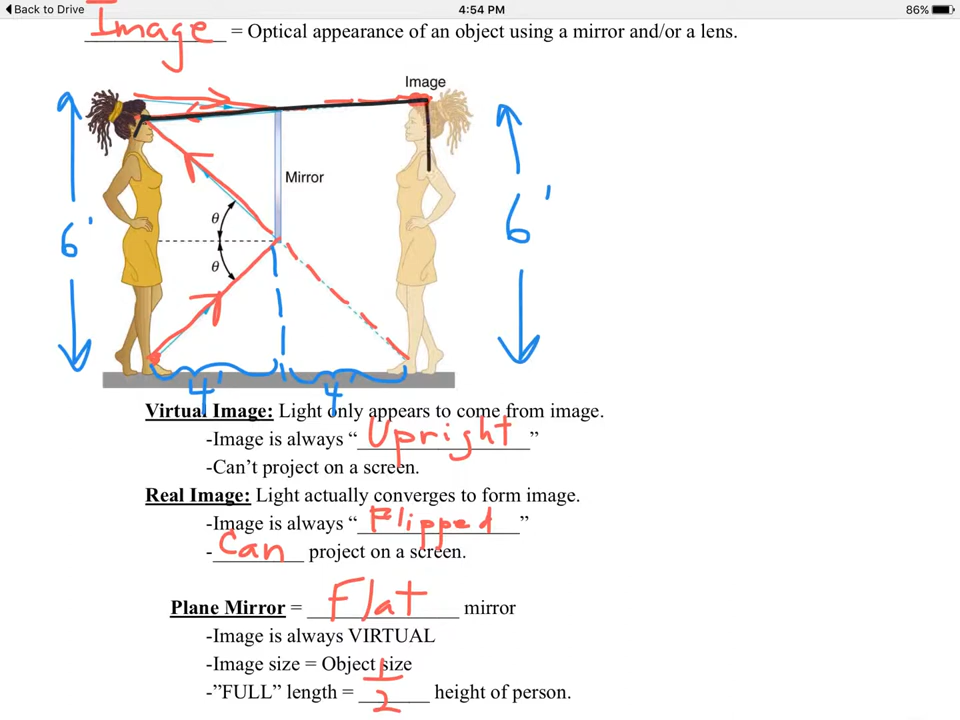 Back to Drive 4:54 PM 86%
Image = Optical appearance of an object using a mirror and/or a lens.
Image
Mirror
θ
θ
6'
6'
4' 4'
Virtual Image: Light only appears to come from image.
-Image is always “Upright”
-Can’t project on a screen.
Real Image: Light actually converges to form image.
-Image is always “Flipped”
-Can project on a screen.
Plane Mirror = Flat mirror
-Image is always VIRTUAL
-Image size = Object size
-”FULL” length = 1/2 height of person.